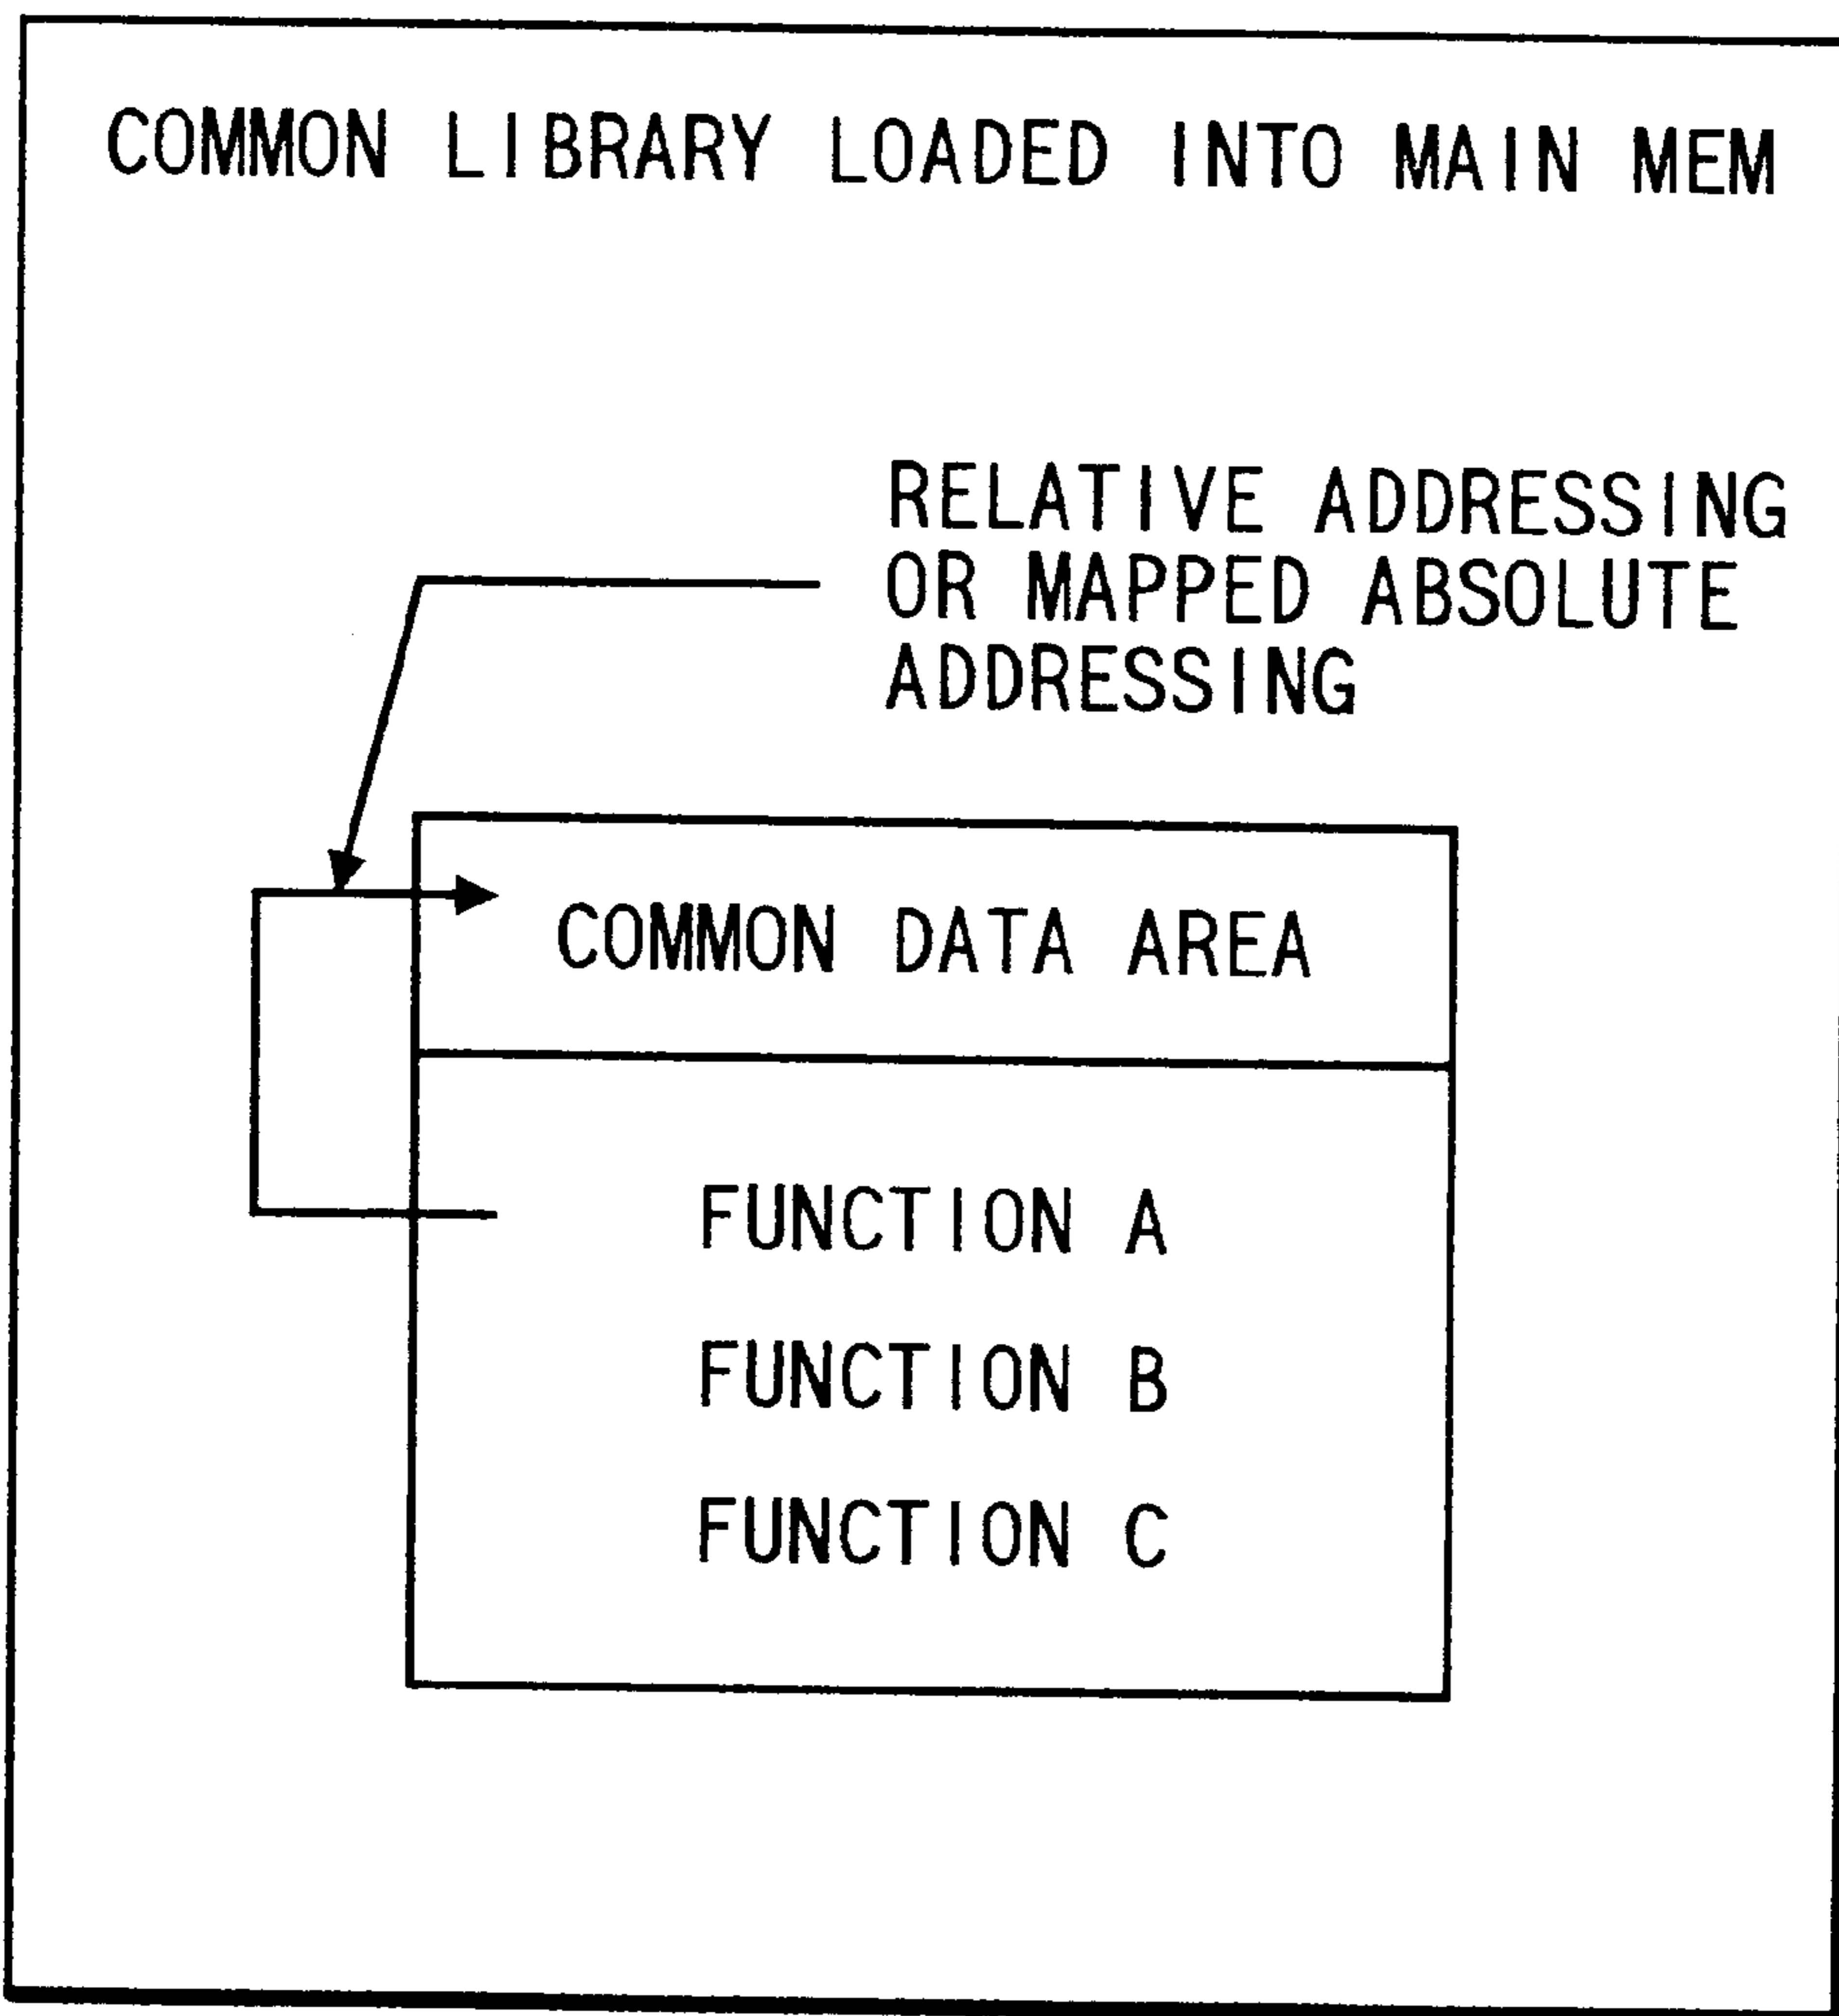 COMMON LIBRARY LOADED INTO MAIN MEM
RELATIVE ADDRESSING
OR MAPPED ABSOLUTE
ADDRESSING
COMMON DATA AREA
FUNCTION A
FUNCTION B
FUNCTION C